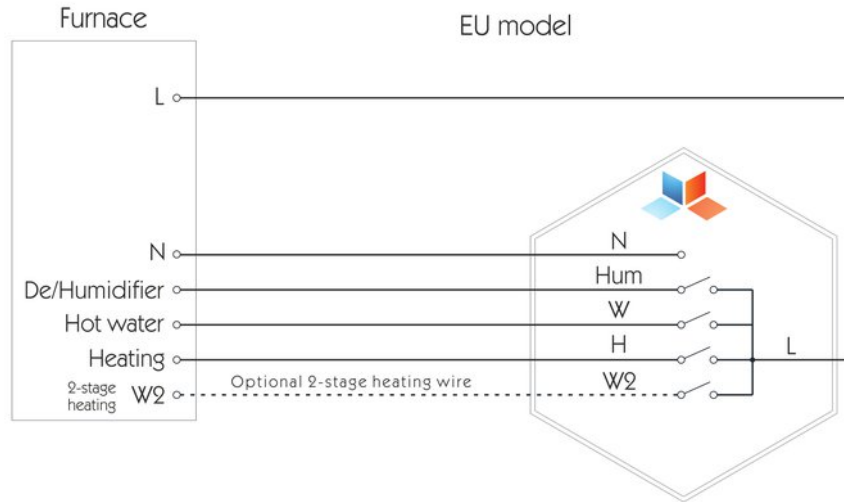 Furnace
EU model
L
N
N
De/Humidifier
Hum
Hot water
W
Heating
H
L
2-stage
heating
W2
Optional 2-stage heating wire
W2